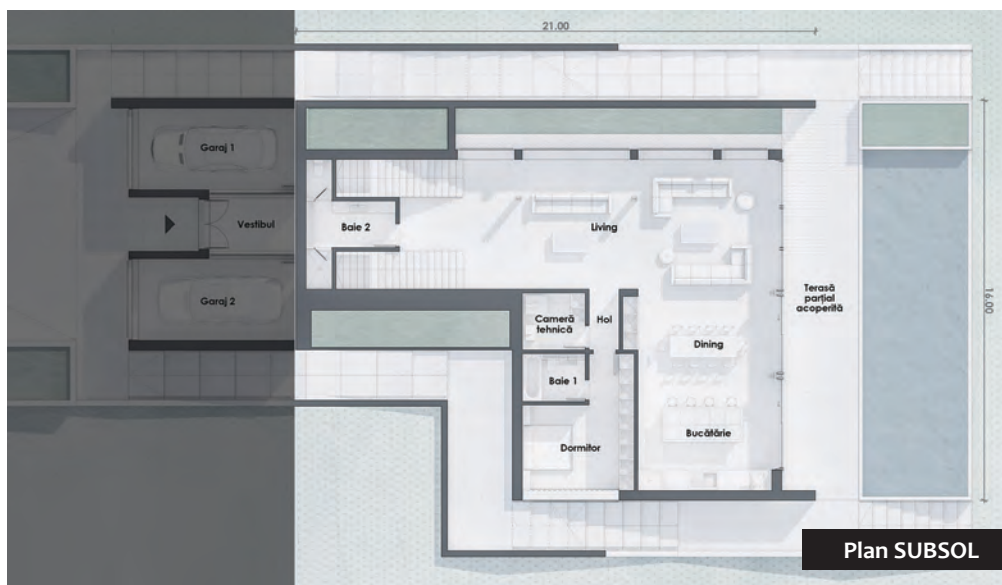 21.00
Garaj 1
Vestibul
Baie 2
Living
Garaj 2
Cameră
tehnică
Hol
Terasă
parțial
acoperită
16.00
Dining
Baie 1
Dormitor
Bucătărie
Plan SUBSOL